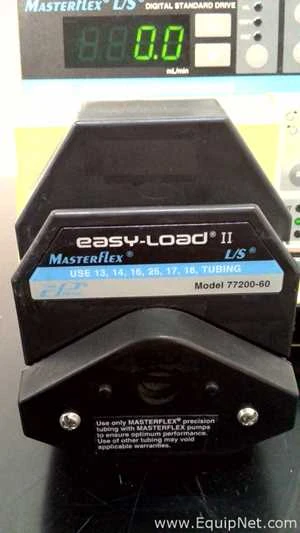 MASTERFLEX® L/S®
DIGITAL STANDARD DRIVE
0.0
mL/min
easy-Load® II
MASTERFLEX® L/S®
USE 13, 14, 16, 25, 17, 18, TUBING
Model 77200-60
Use only MASTERFLEX® precision
tubing with MASTERFLEX pumps
to ensure optimum performance.
Use of other tubing may void
applicable warranties.
www.EquipNet.com